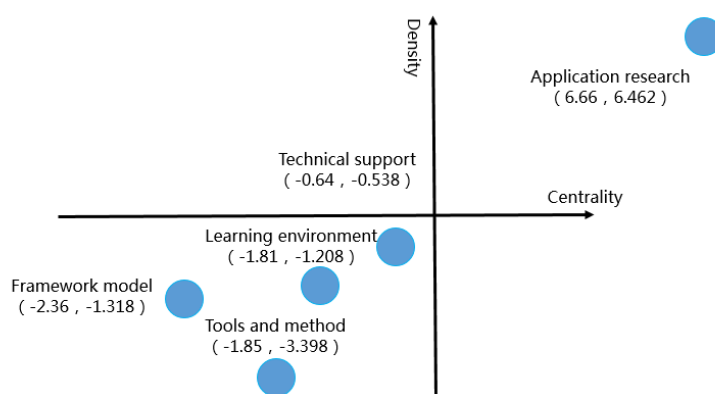 Density
Application research
( 6.66 , 6.462)
Technical support
( -0.64 , -0.538)
Centrality
Learning environment
( -1.81 , -1.208)
Framework model
( -2.36 , -1.318)
Tools and method
( -1.85 , -3.398)